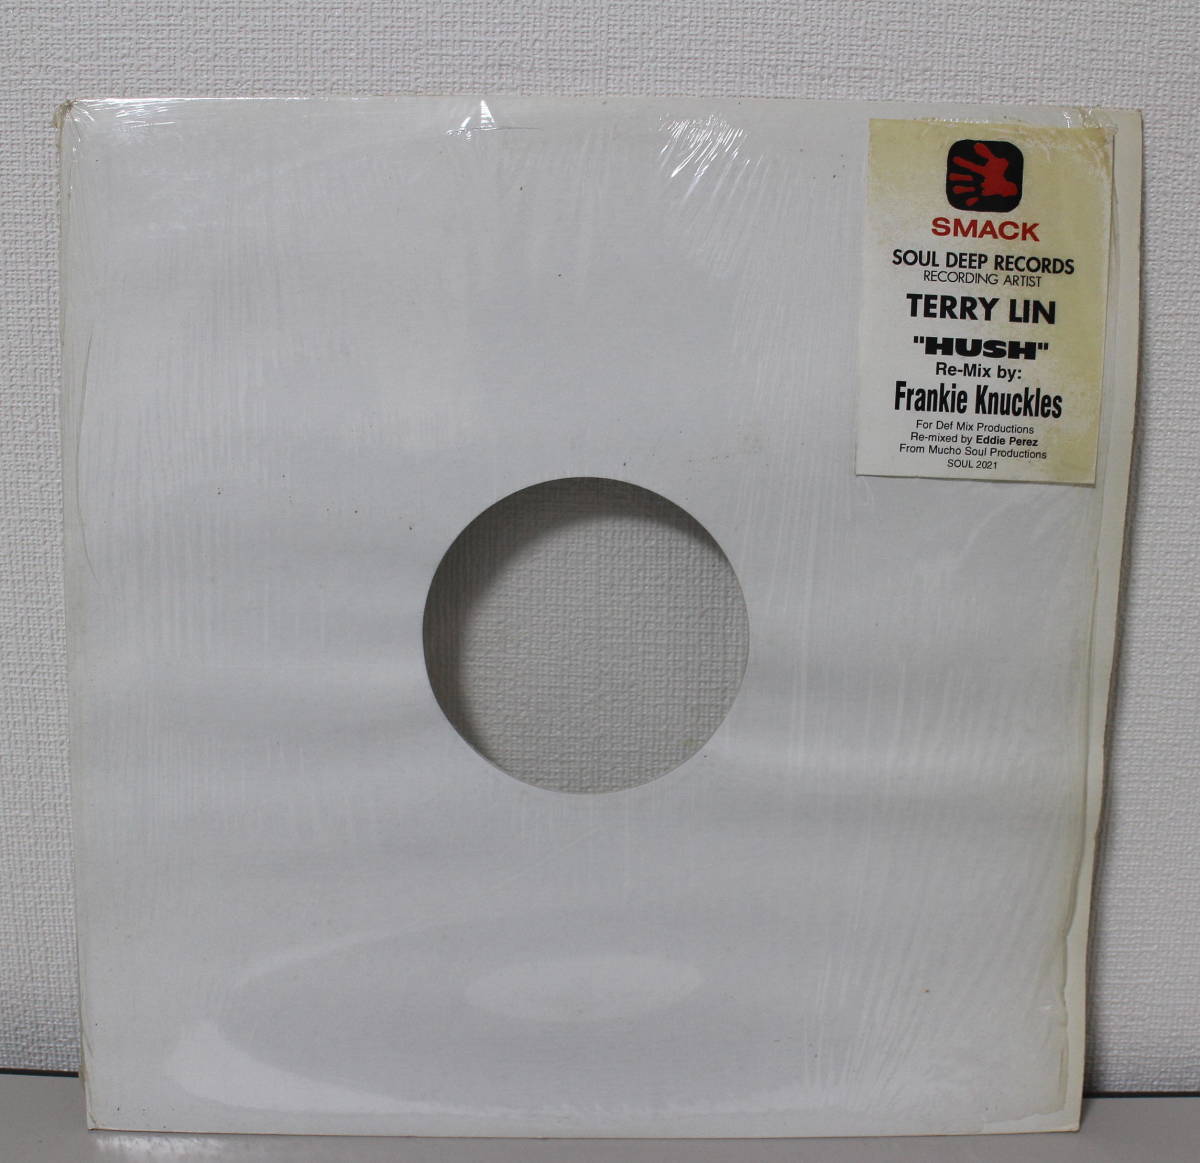 SMACK
SOUL DEEP RECORDS
RECORDING ARTIST
TERRY LIN
"HUSH"
Re-Mix by:
Frankie Knuckles
For Def Mix Productions
Re-mixed by Eddie Perez
From Mucho Soul Productions
SOUL 2021